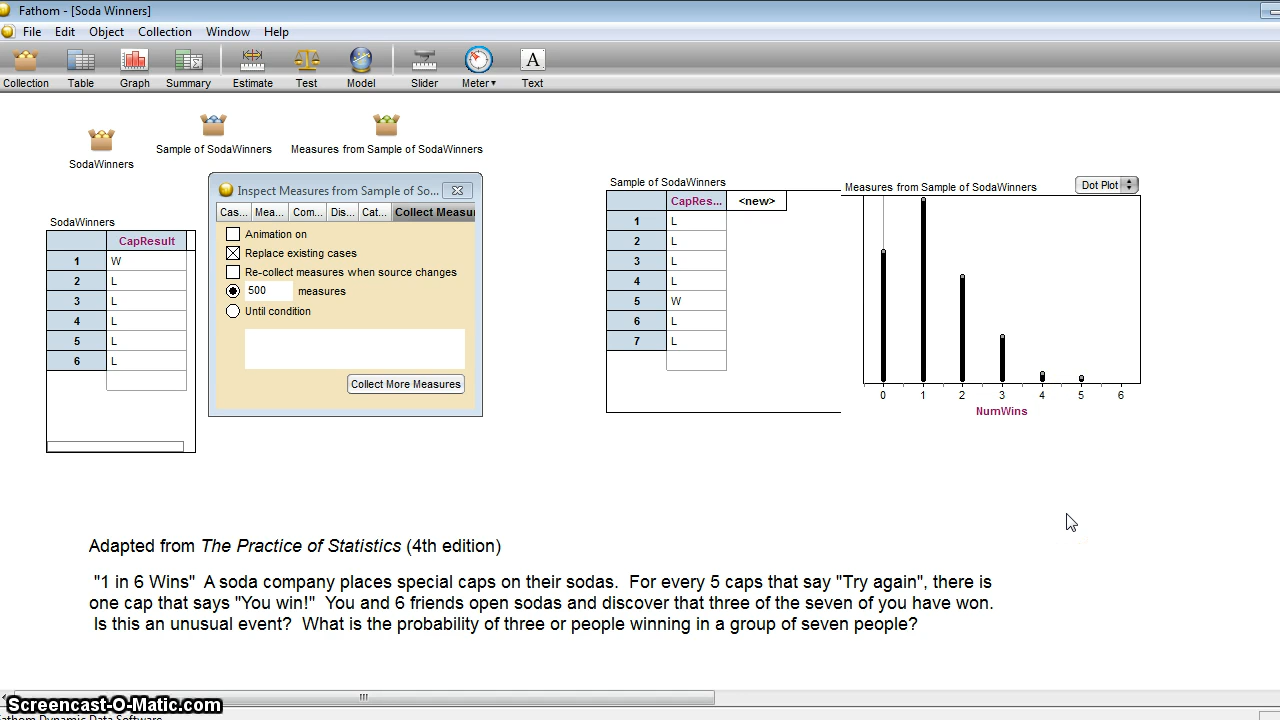 Fathom - [Soda Winners]
File Edit Object Collection Window Help
Collection Table Graph Summary Estimate Test Model Slider Meter▾ A Text
SodaWinners
Sample of SodaWinners
Measures from Sample of SodaWinners
SodaWinners
CapResult
1 W
2 L
3 L
4 L
5 L
6 L
Inspect Measures from Sample of So...
Cas... Mea... Com... Dis... Cat... Collect Measu
Animation on
Replace existing cases
Re-collect measures when source changes
500 measures
Until condition
Collect More Measures
Sample of SodaWinners
CapRes... <new>
1 L
2 L
3 L
4 L
5 W
6 L
7 L
Measures from Sample of SodaWinners
Dot Plot
0 1 2 3 4 5 6
NumWins
Adapted from The Practice of Statistics (4th edition)
"1 in 6 Wins" A soda company places special caps on their sodas. For every 5 caps that say "Try again", there is
one cap that says "You win!" You and 6 friends open sodas and discover that three of the seven of you have won.
Is this an unusual event? What is the probability of three or people winning in a group of seven people?
Screencast-O-Matic.com
Fathom Dynamic Data Software